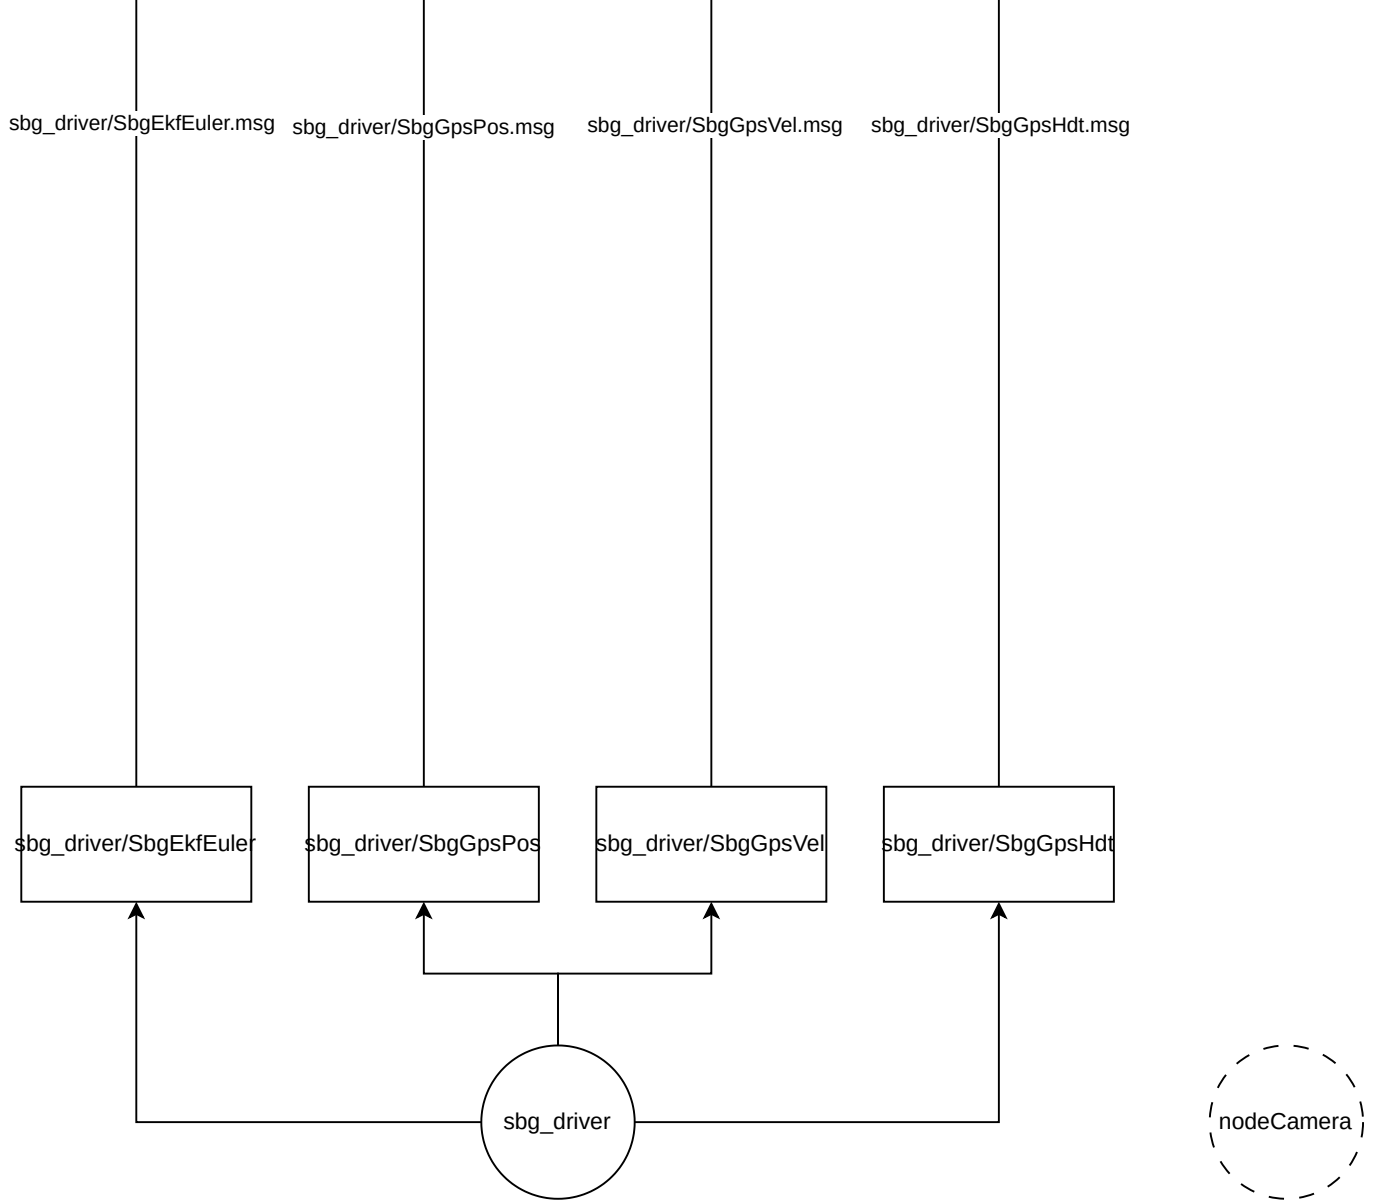 sbg_driver/SbgEkfEuler.msg
sbg_driver/SbgGpsPos.msg
sbg_driver/SbgGpsVel.msg
sbg_driver/SbgGpsHdt.msg
sbg_driver/SbgEkfEuler
sbg_driver/SbgGpsPos
sbg_driver/SbgGpsVel
sbg_driver/SbgGpsHdt
sbg_driver
nodeCamera